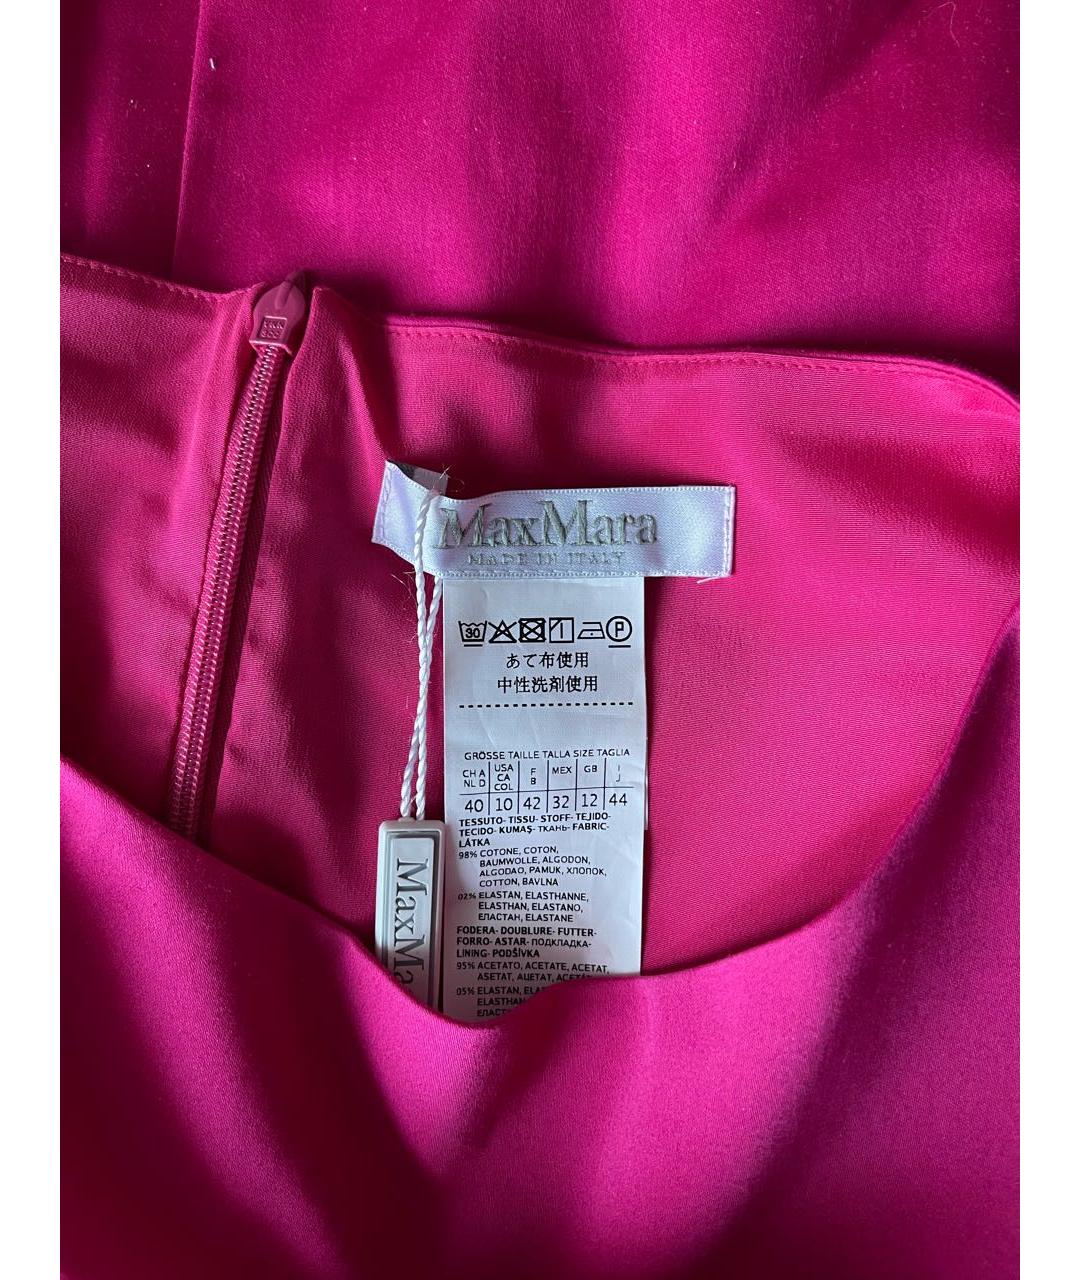 MaxMara
MADE IN ITALY
30 P
あて布使用
中性洗剤使用
GRÖSSE TAILLE TALLA SIZE TAGLIA
CH A NL D USA CA COL F B MEX GB I J
40 10 42 32 12 44
TESSUTO- TISSU- STOFF- TEJIDO-
TECIDO- KUMAŞ- ТКАНЬ- FABRIC-
LÁTKA
98% COTONE, COTON,
BAUMWOLLE, ALGODON,
ALGODAO, PAMUK, ХЛОПОК,
COTTON, BAVLNA
02% ELASTAN, ELASTHANNE,
ELASTHAN, ELASTANO,
ЕЛАСТАН, ELASTANE
FODERA- DOUBLURE- FUTTER-
FORRO- ASTAR- ПОДКЛАДКА-
LINING- PODŠÍVKA
95% ACETATO, ACETATE, ACETAT,
ASETAT, АЦЕТАТ,
05% ELASTAN,
MaxMa